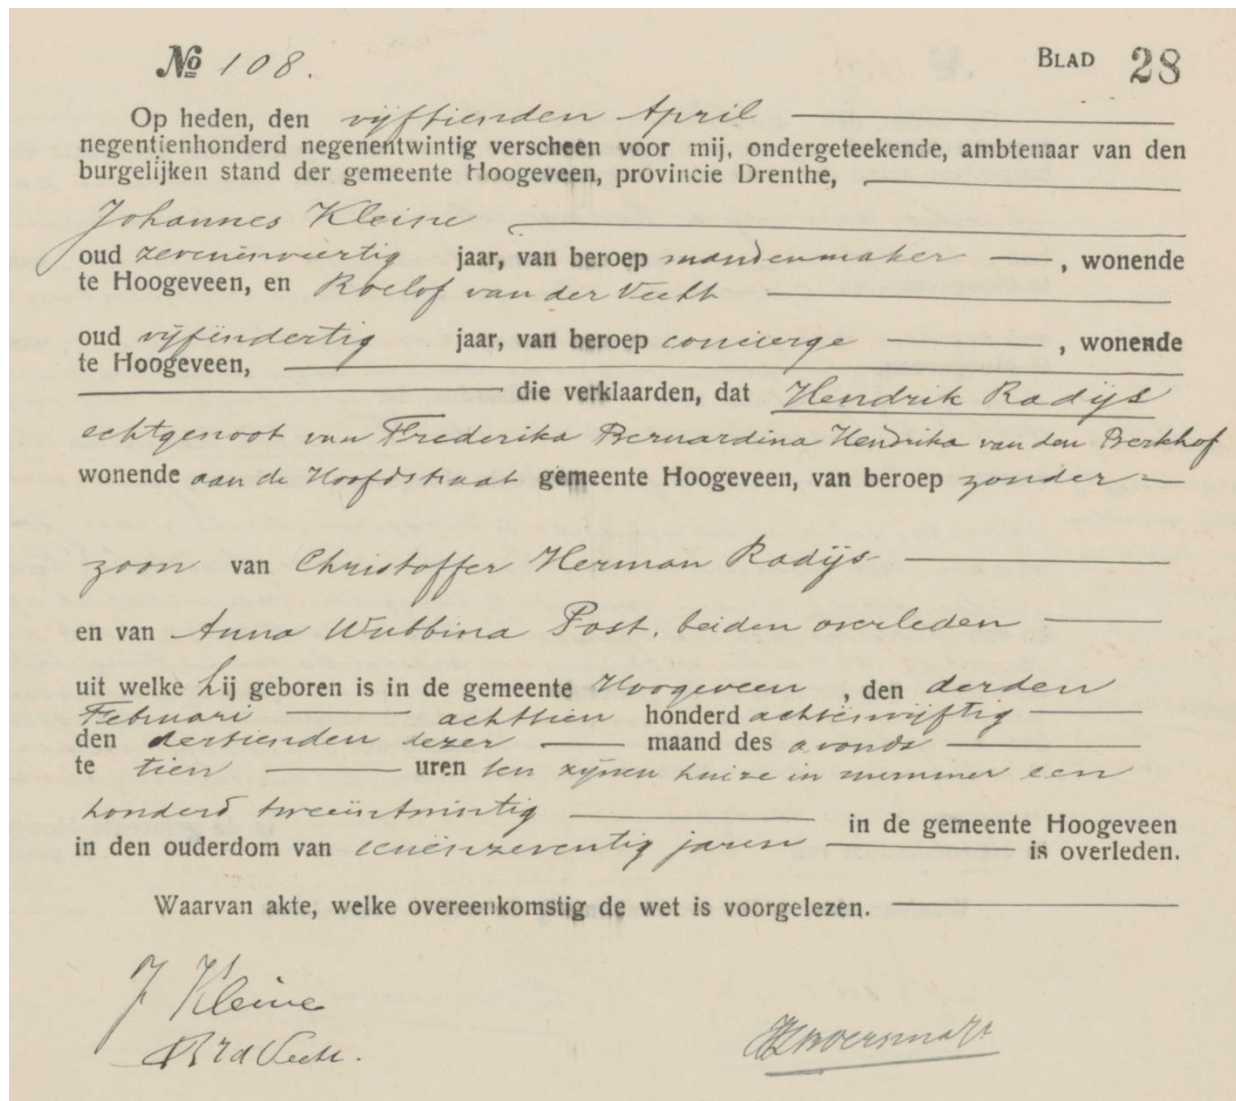 № 108. BLAD 28
Op heden, den vijftienden April
negentienhonderd negenentwintig verscheen voor mij, ondergeteekende, ambtenaar van den
burgelijken stand der gemeente Hoogeveen, provincie Drenthe,
Johannes Kleine
oud zevenenveertig jaar, van beroep mandenmaker, wonende
te Hoogeveen, en Roelof van der Vecht
oud vijfendertig jaar, van beroep concierge, wonende
te Hoogeveen,
die verklaarden, dat Hendrik Radijs
echtgenoot van Frederika Bernardina Hendrika van den Berkhof
wonende aan de Hoofdstraat gemeente Hoogeveen, van beroep zonder
zoon van Christoffer Herman Radijs
en van Anna Wubbina Post, beiden overleden
uit welke hij geboren is in de gemeente Hoogeveen, den derden
Februari achttien honderd achtenvijftig
den dertienden dezer maand des avonds
te tien uren ten zijnen huize in nummer een
honderd tweeëntwintig in de gemeente Hoogeveen
in den ouderdom van eenënzeventig jaren is overleden.
Waarvan akte, welke overeenkomstig de wet is voorgelezen.
J Kleine
R v d Vecht.